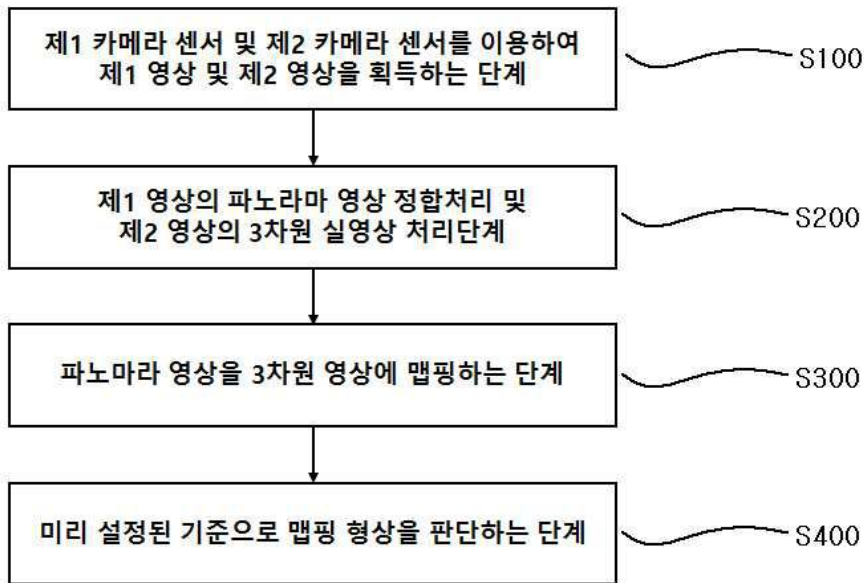 제1 카메라 센서 및 제2 카메라 센서를 이용하여
제1 영상 및 제2 영상을 획득하는 단계
S100
제1 영상의 파노라마 영상 정합처리 및
제2 영상의 3차원 실영상 처리단계
S200
파노마라 영상을 3차원 영상에 맵핑하는 단계
S300
미리 설정된 기준으로 맵핑 형상을 판단하는 단계
S400